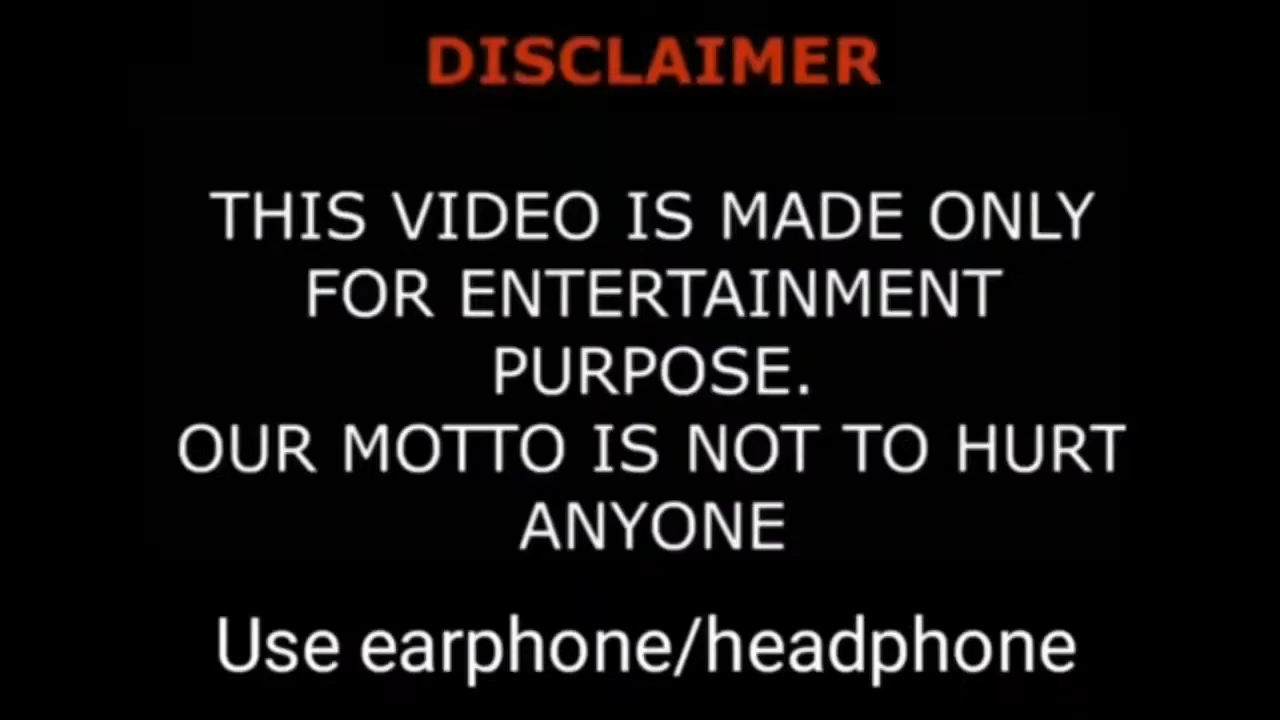 DISCLAIMER
THIS VIDEO IS MADE ONLY
FOR ENTERTAINMENT
PURPOSE.
OUR MOTTO IS NOT TO HURT
ANYONE
Use earphone/headphone